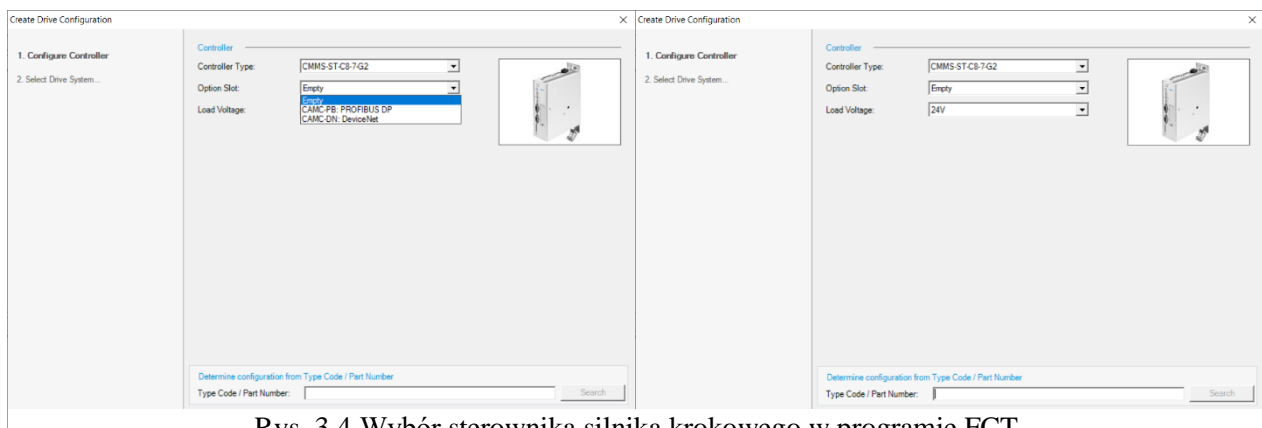 Create Drive Configuration
1. Configure Controller
2. Select Drive System...
Controller
Controller Type: CMMS-ST-C8-7-G2
Option Slot: Empty
Empty
CAMC-PB: PROFIBUS DP
CAMC-DN: DeviceNet
Load Voltage:
Determine configuration from Type Code / Part Number
Type Code / Part Number: Search
Create Drive Configuration
1. Configure Controller
2. Select Drive System...
Controller
Controller Type: CMMS-ST-C8-7-G2
Option Slot: Empty
Load Voltage: 24V
Determine configuration from Type Code / Part Number
Type Code / Part Number: Search
Rys. 3.4 Wybór sterownika silnika krokowego w programie FCT